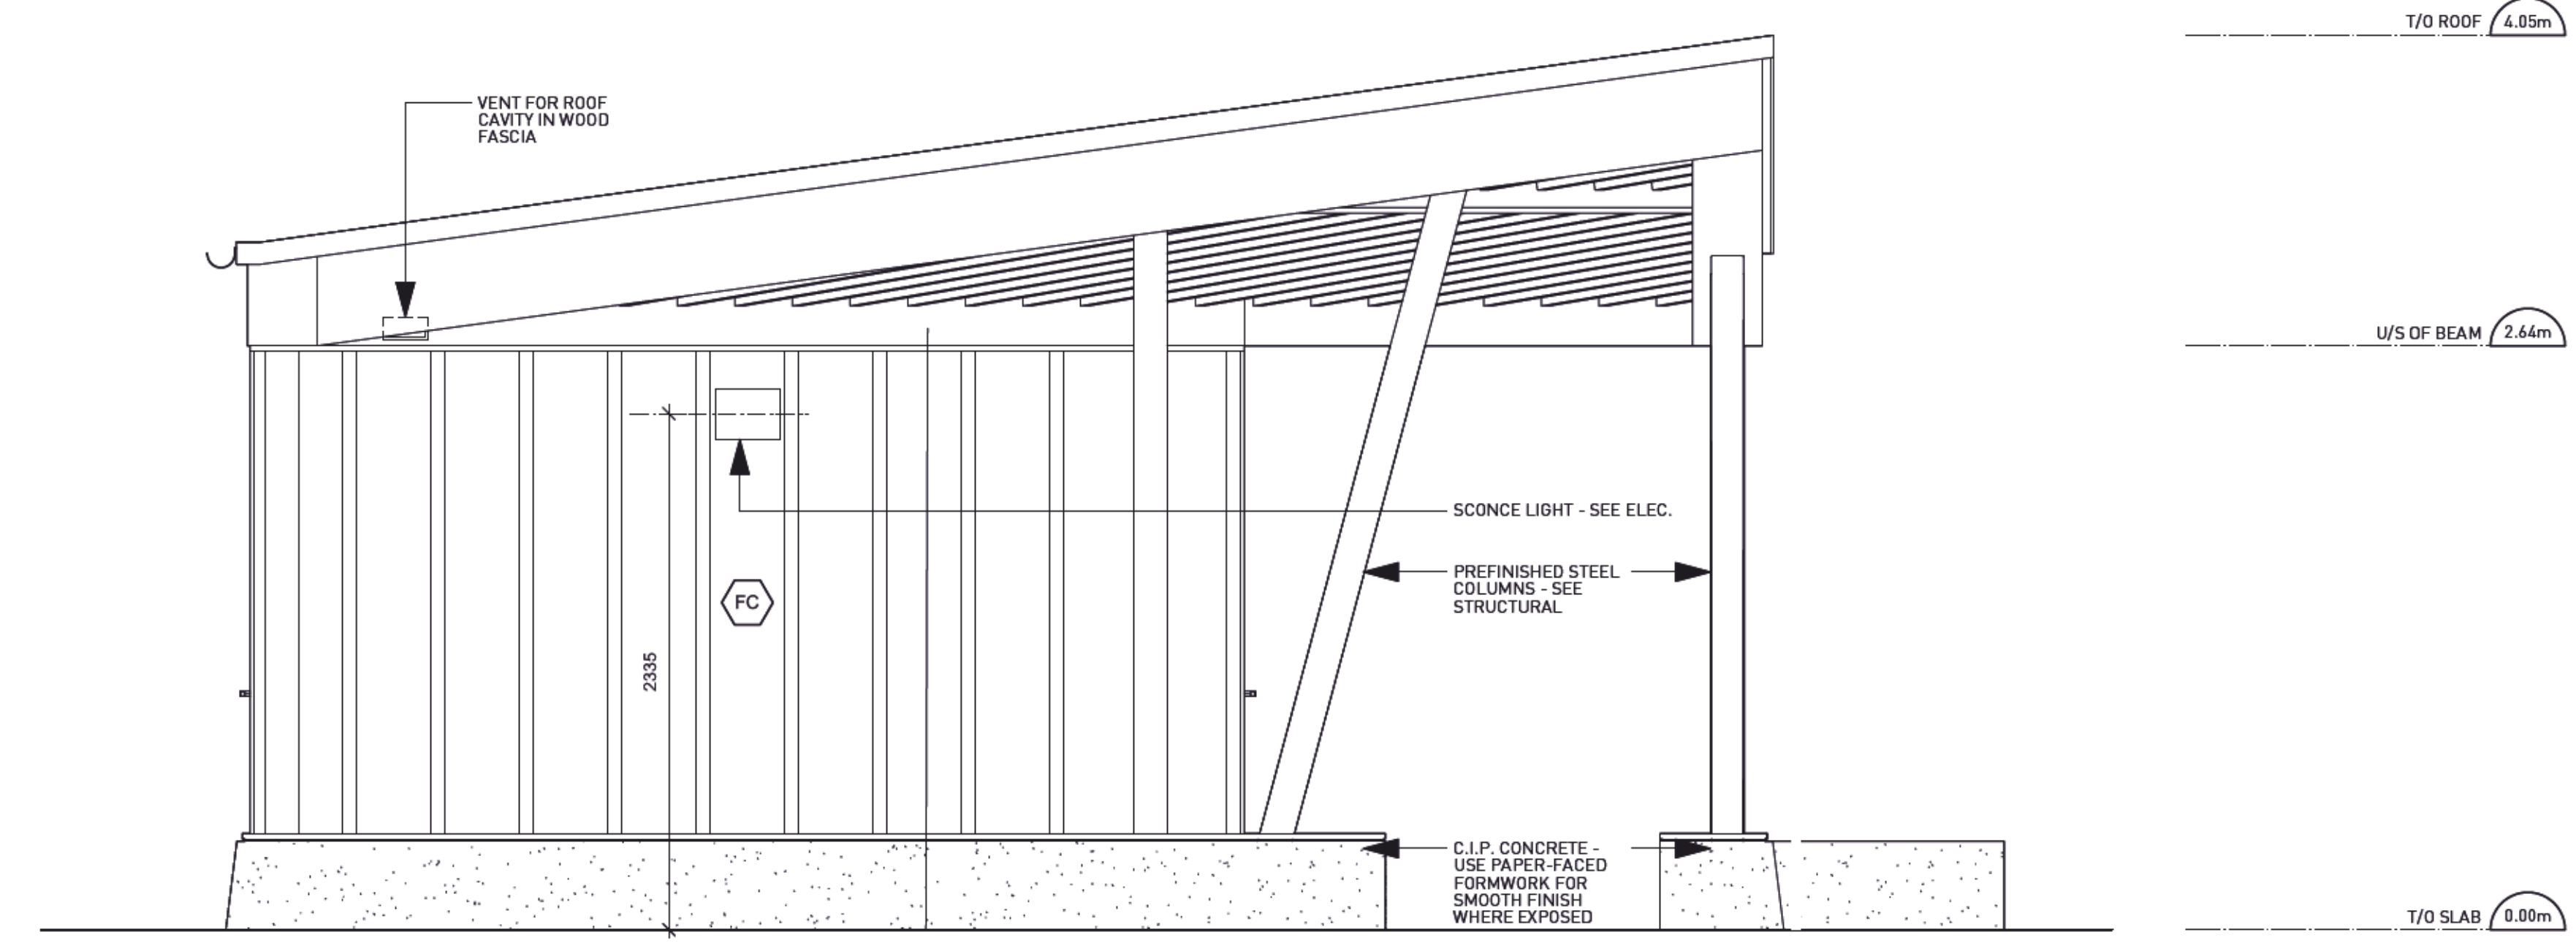 T/O ROOF 4.05m
VENT FOR ROOF
CAVITY IN WOOD
FASCIA
U/S OF BEAM 2.64m
SCONCE LIGHT - SEE ELEC.
PREFINISHED STEEL
COLUMNS - SEE
STRUCTURAL
FC
2335
C.I.P. CONCRETE -
USE PAPER-FACED
FORMWORK FOR
SMOOTH FINISH
WHERE EXPOSED
T/O SLAB 0.00m